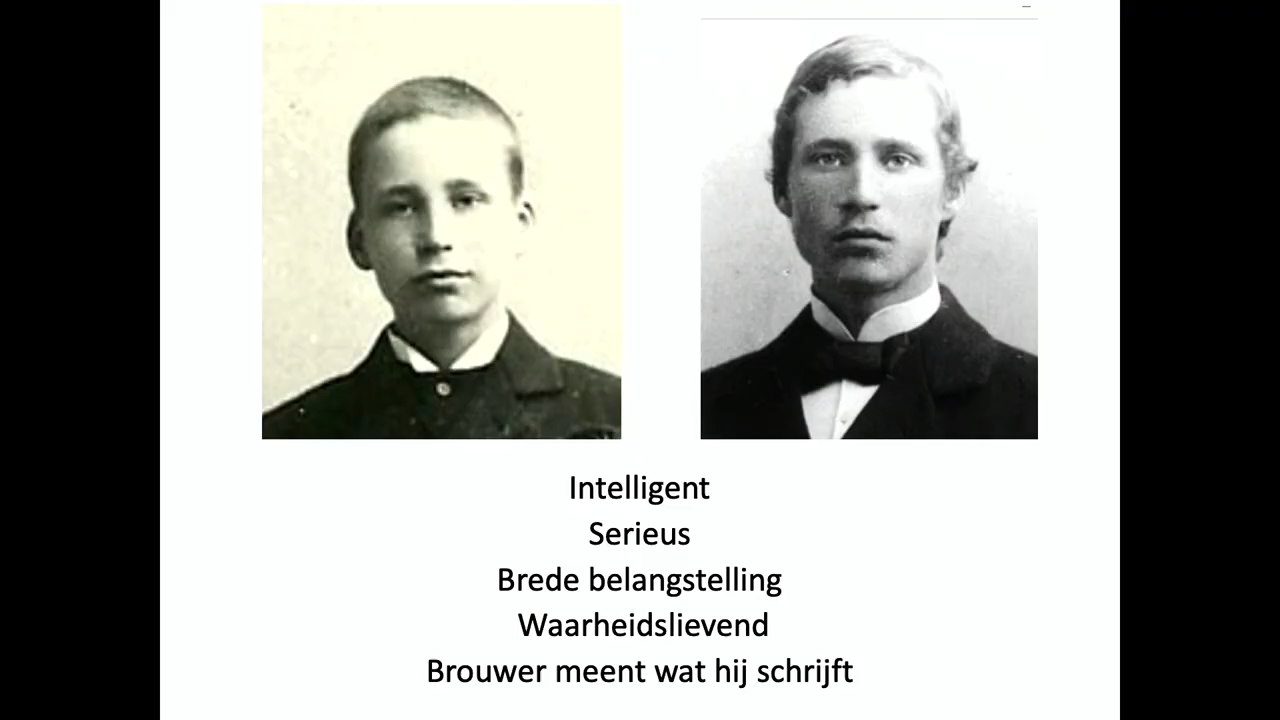 Intelligent
Serieus
Brede belangstelling
Waarheidslievend
Brouwer meent wat hij schrijft